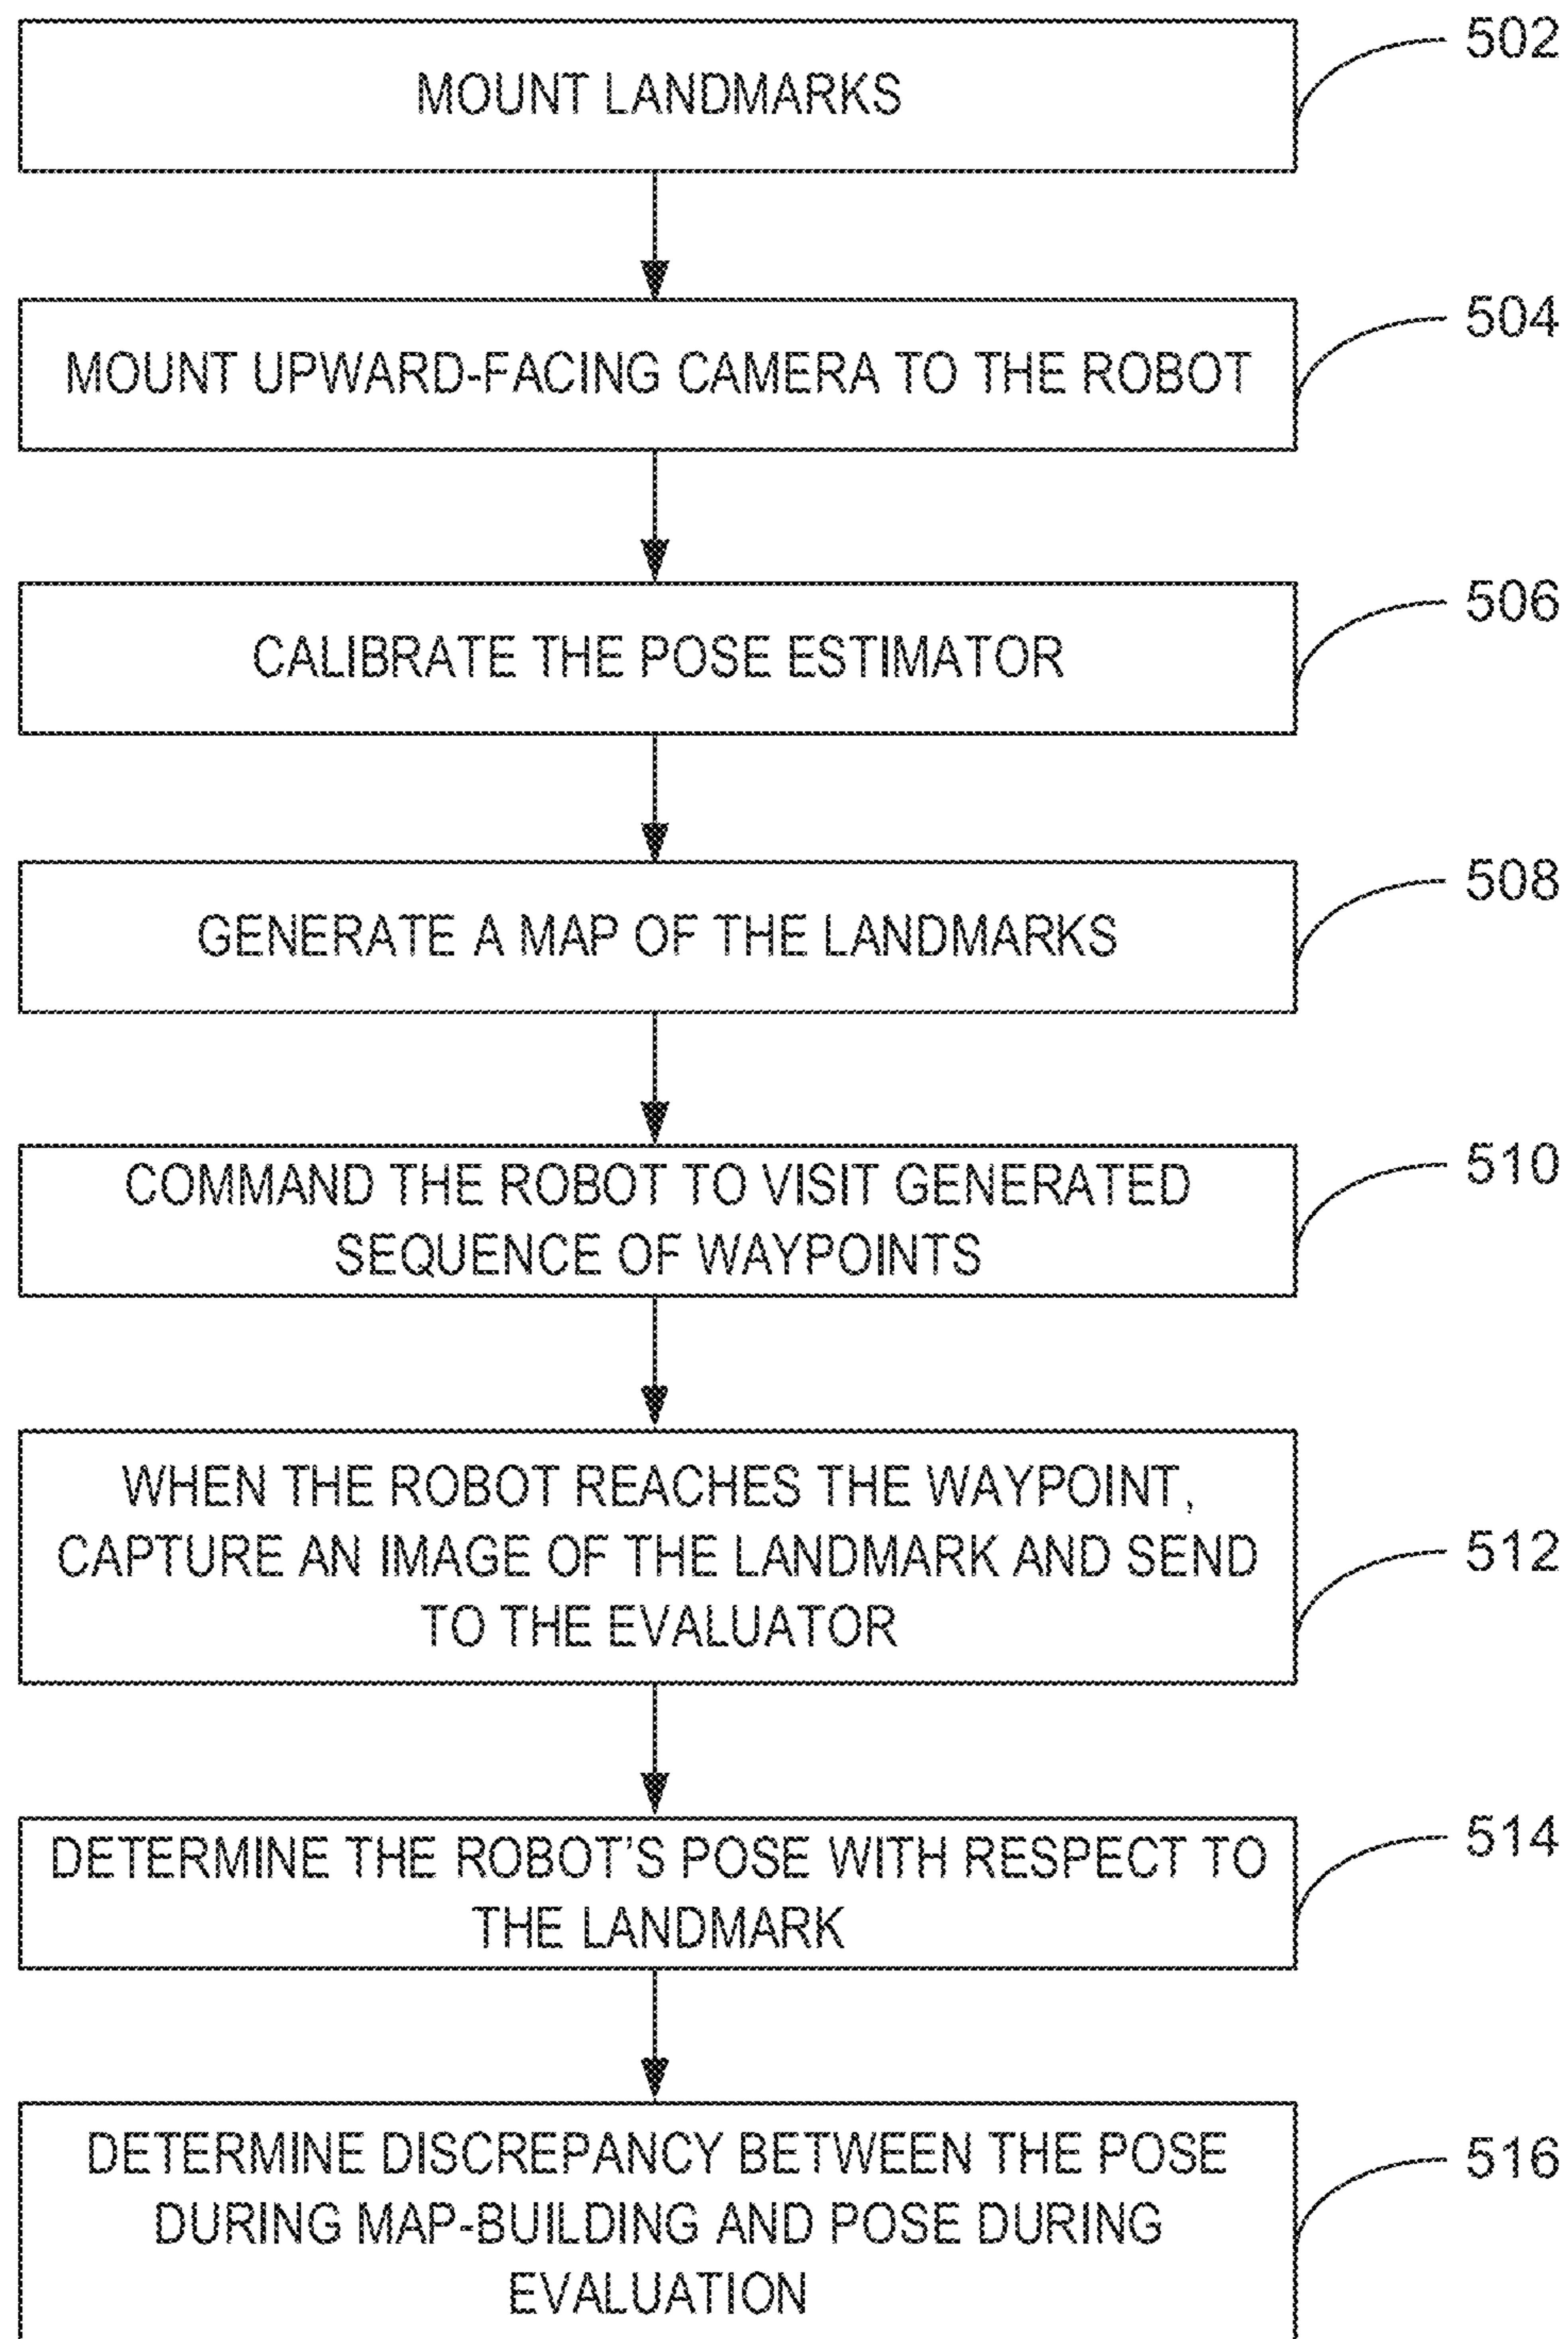 MOUNT LANDMARKS
502
MOUNT UPWARD-FACING CAMERA TO THE ROBOT
504
CALIBRATE THE POSE ESTIMATOR
506
GENERATE A MAP OF THE LANDMARKS
508
COMMAND THE ROBOT TO VISIT GENERATED
SEQUENCE OF WAYPOINTS
510
WHEN THE ROBOT REACHES THE WAYPOINT,
CAPTURE AN IMAGE OF THE LANDMARK AND SEND
TO THE EVALUATOR
512
DETERMINE THE ROBOT'S POSE WITH RESPECT TO
THE LANDMARK
514
DETERMINE DISCREPANCY BETWEEN THE POSE
DURING MAP-BUILDING AND POSE DURING
EVALUATION
516